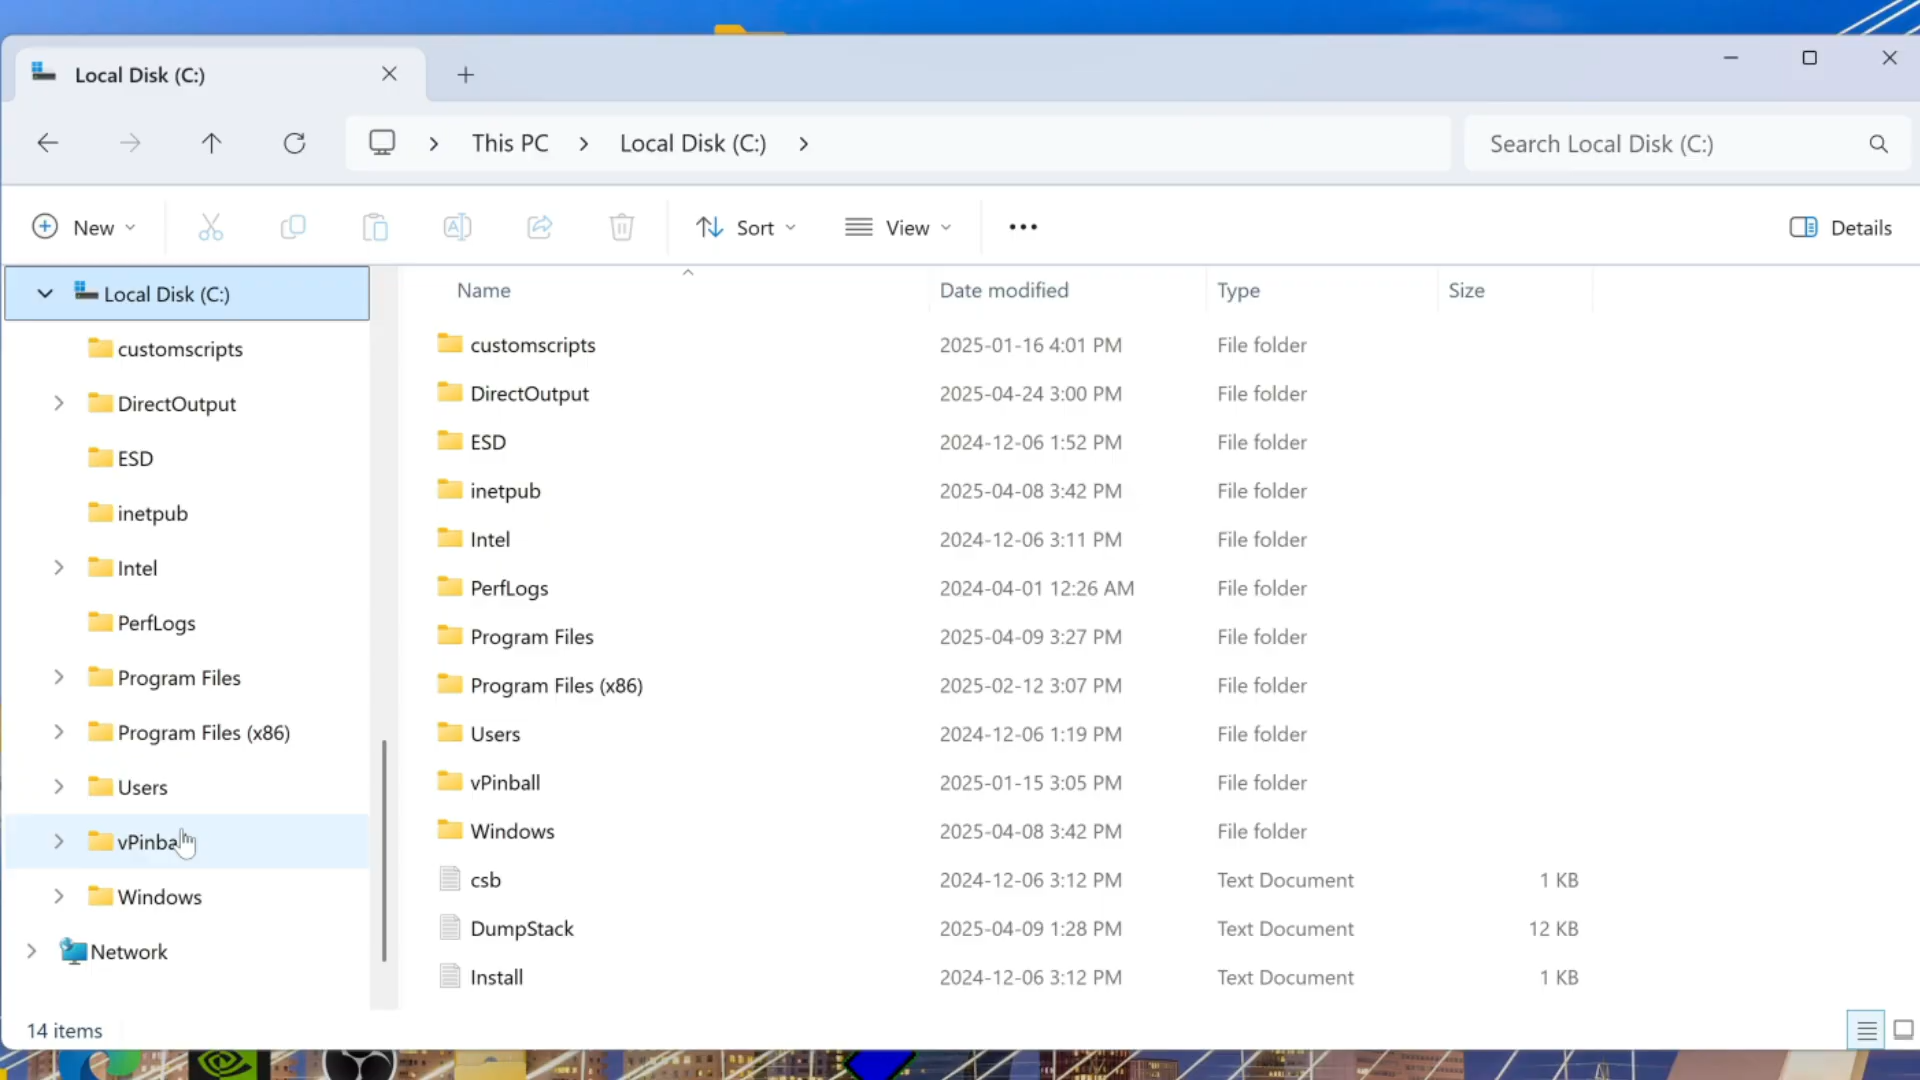 Local Disk (C:)
This PC
Local Disk (C:)
Search Local Disk (C:)
New
Sort
View
Details
Local Disk (C:)
customscripts
DirectOutput
ESD
inetpub
Intel
PerfLogs
Program Files
Program Files (x86)
Users
vPinba
Windows
Network
Name Date modified Type Size
customscripts 2025-01-16 4:01 PM File folder
DirectOutput 2025-04-24 3:00 PM File folder
ESD 2024-12-06 1:52 PM File folder
inetpub 2025-04-08 3:42 PM File folder
Intel 2024-12-06 3:11 PM File folder
PerfLogs 2024-04-01 12:26 AM File folder
Program Files 2025-04-09 3:27 PM File folder
Program Files (x86) 2025-02-12 3:07 PM File folder
Users 2024-12-06 1:19 PM File folder
vPinball 2025-01-15 3:05 PM File folder
Windows 2025-04-08 3:42 PM File folder
csb 2024-12-06 3:12 PM Text Document 1 KB
DumpStack 2025-04-09 1:28 PM Text Document 12 KB
Install 2024-12-06 3:12 PM Text Document 1 KB
14 items